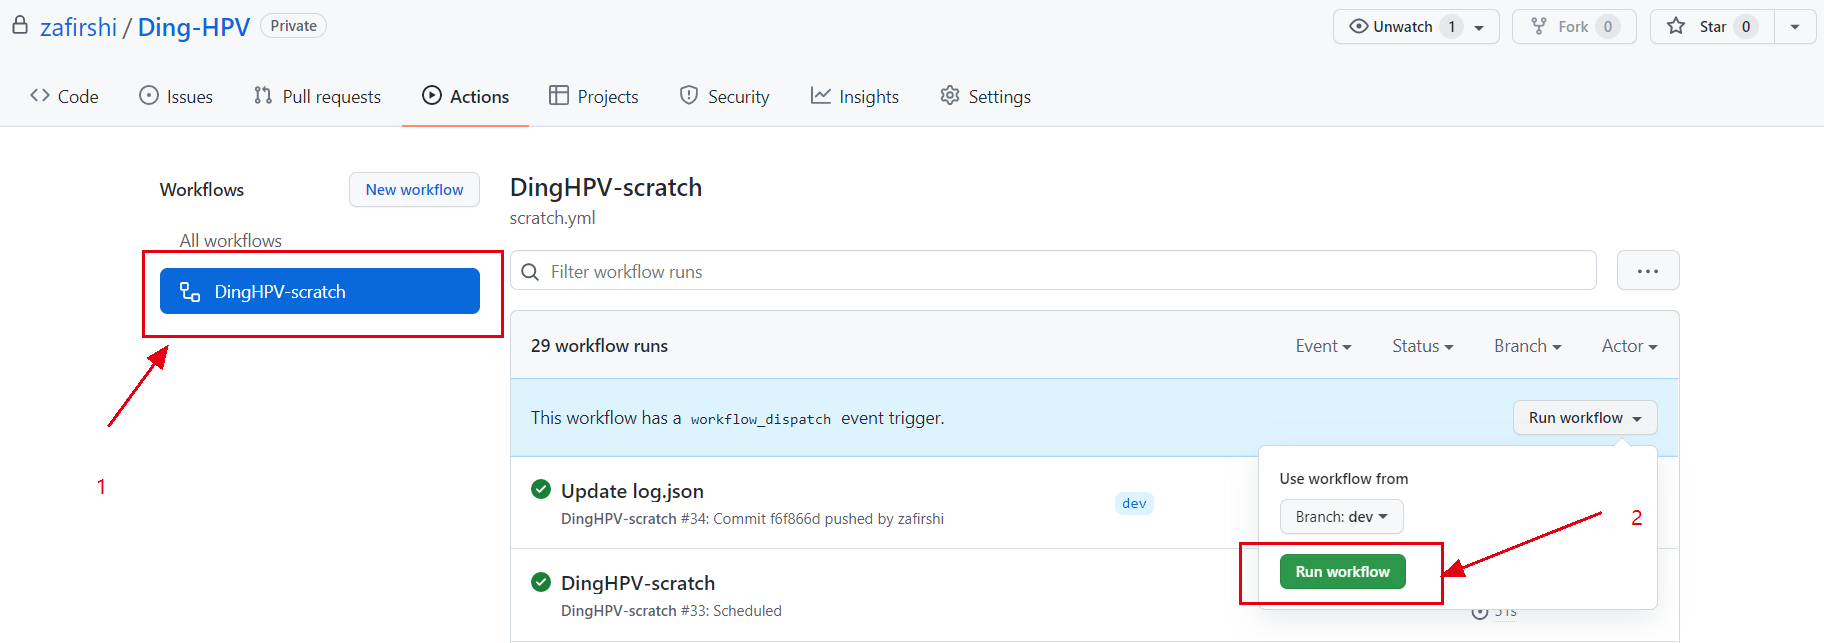 zafirshi / Ding-HPV Private
Unwatch 1
Fork 0
Star 0
Code Issues Pull requests Actions Projects Security Insights Settings
Workflows
New workflow
All workflows
DingHPV-scratch
1
DingHPV-scratch
scratch.yml
Filter workflow runs
29 workflow runs
Event Status Branch Actor
This workflow has a workflow_dispatch event trigger.
Run workflow
Use workflow from
Branch: dev
Run workflow
2
Update log.json
DingHPV-scratch #34: Commit f6f866d pushed by zafirshi
dev
DingHPV-scratch
DingHPV-scratch #33: Scheduled